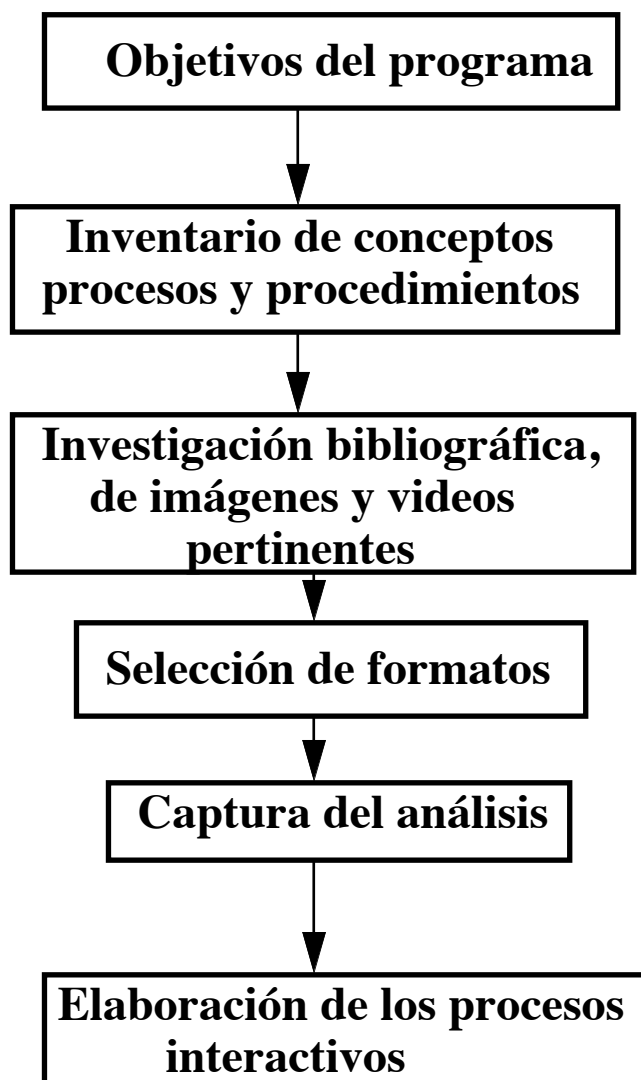 Objetivos del programa
Inventario de conceptos
procesos y procedimientos
Investigación bibliográfica,
de imágenes y videos
pertinentes
Selección de formatos
Captura del análisis
Elaboración de los procesos
interactivos